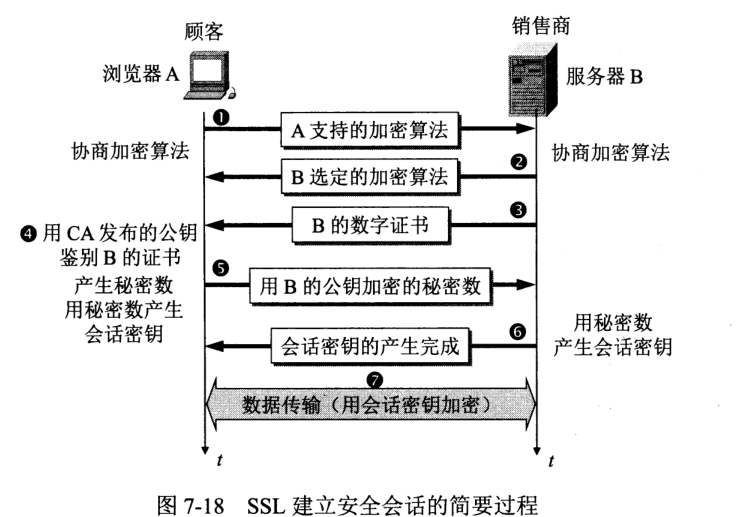 顾客
销售商
浏览器 A
服务器 B
❶
A 支持的加密算法
协商加密算法
协商加密算法
❷
B 选定的加密算法
❸
B 的数字证书
❹ 用 CA 发布的公钥
鉴别 B 的证书
产生秘密数
用秘密数产生
会话密钥
❺
用 B 的公钥加密的秘密数
❻
会话密钥的产生完成
用秘密数
产生会话密钥
❼
数据传输（用会话密钥加密）
t
t
图 7-18 SSL 建立安全会话的简要过程